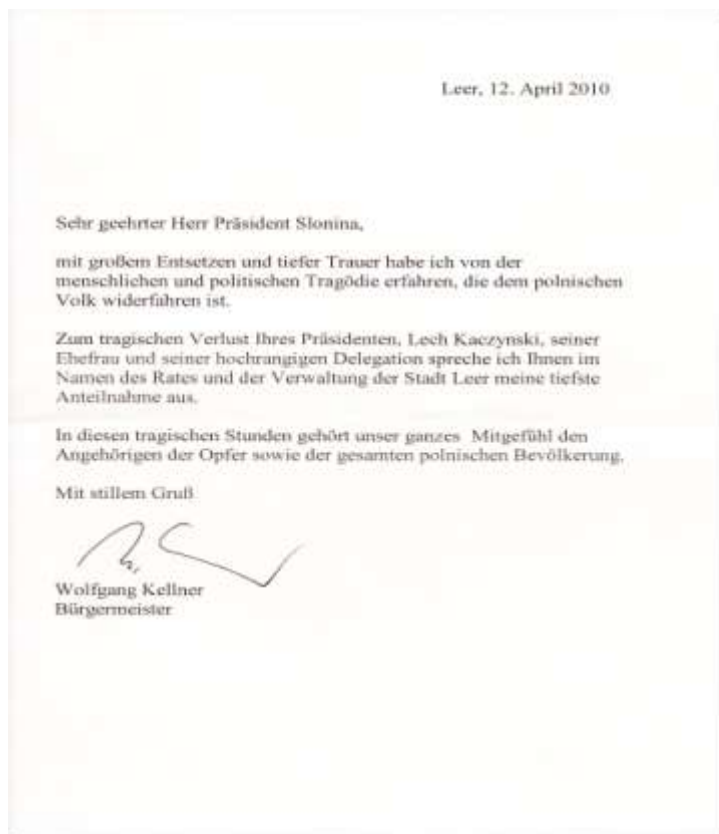 Leer, 12. April 2010
Sehr geehrter Herr Präsident Slonina,
mit großem Entsetzen und tiefer Trauer habe ich von der
menschlichen und politischen Tragödie erfahren, die dem polnischen
Volk widerfahren ist.
Zum tragischen Verlust Ihres Präsidenten, Lech Kaczynski, seiner
Ehefrau und seiner hochrangigen Delegation spreche ich Ihnen im
Namen des Rates und der Verwaltung der Stadt Leer meine tiefste
Anteilnahme aus.
In diesen tragischen Stunden gehört unser ganzes Mitgefühl den
Angehörigen der Opfer sowie der gesamten polnischen Bevölkerung.
Mit stillem Gruß
Wolfgang Kellner
Bürgermeister